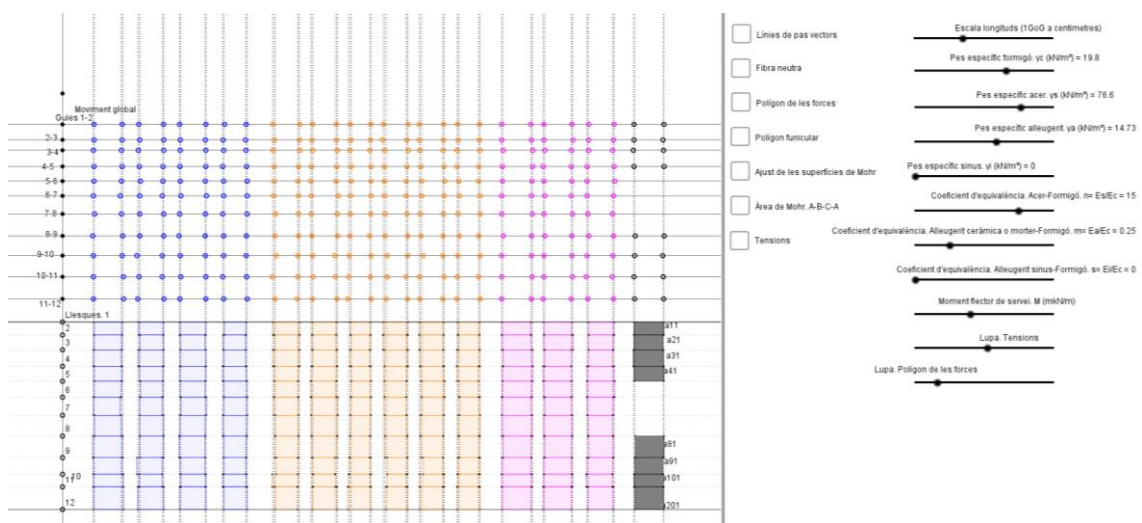 Moviment global
Guies 1-2
2-3
3-4
4-5
5-6
6-7
7-8
8-9
9-10
10-11
11-12
Llesques. 1
2
3
4
5
6
7
8
9
10
11
12
a11
a21
a31
a41
a81
a91
a101
a201
Línies de pas vectors
Fibra neutra
Polígon de les forces
Polígon funicular
Ajust de les superfícies de Mohr
Àrea de Mohr. A-B-C-A
Tensions
Escala longituds (1GoG a centimetres)
Pes específic formigó. γc (kN/m³) = 19.8
Pes específic acer. γs (kN/m³) = 76.6
Pes específic alleugerit. γa (kN/m³) = 14.73
Pes específic sinus. γi (kN/m³) = 0
Coeficient d'equivalència. Acer-Formigó. n= Es/Ec = 15
Coeficient d'equivalència. Alleugerit ceràmica o morter-Formigó. m= Ea/Ec = 0.25
Coeficient d'equivalència. Alleugerit sinus-Formigó. s= Ei/Ec = 0
Moment flector de servei. M (mkN/m)
Lupa. Tensions
Lupa. Polígon de les forces